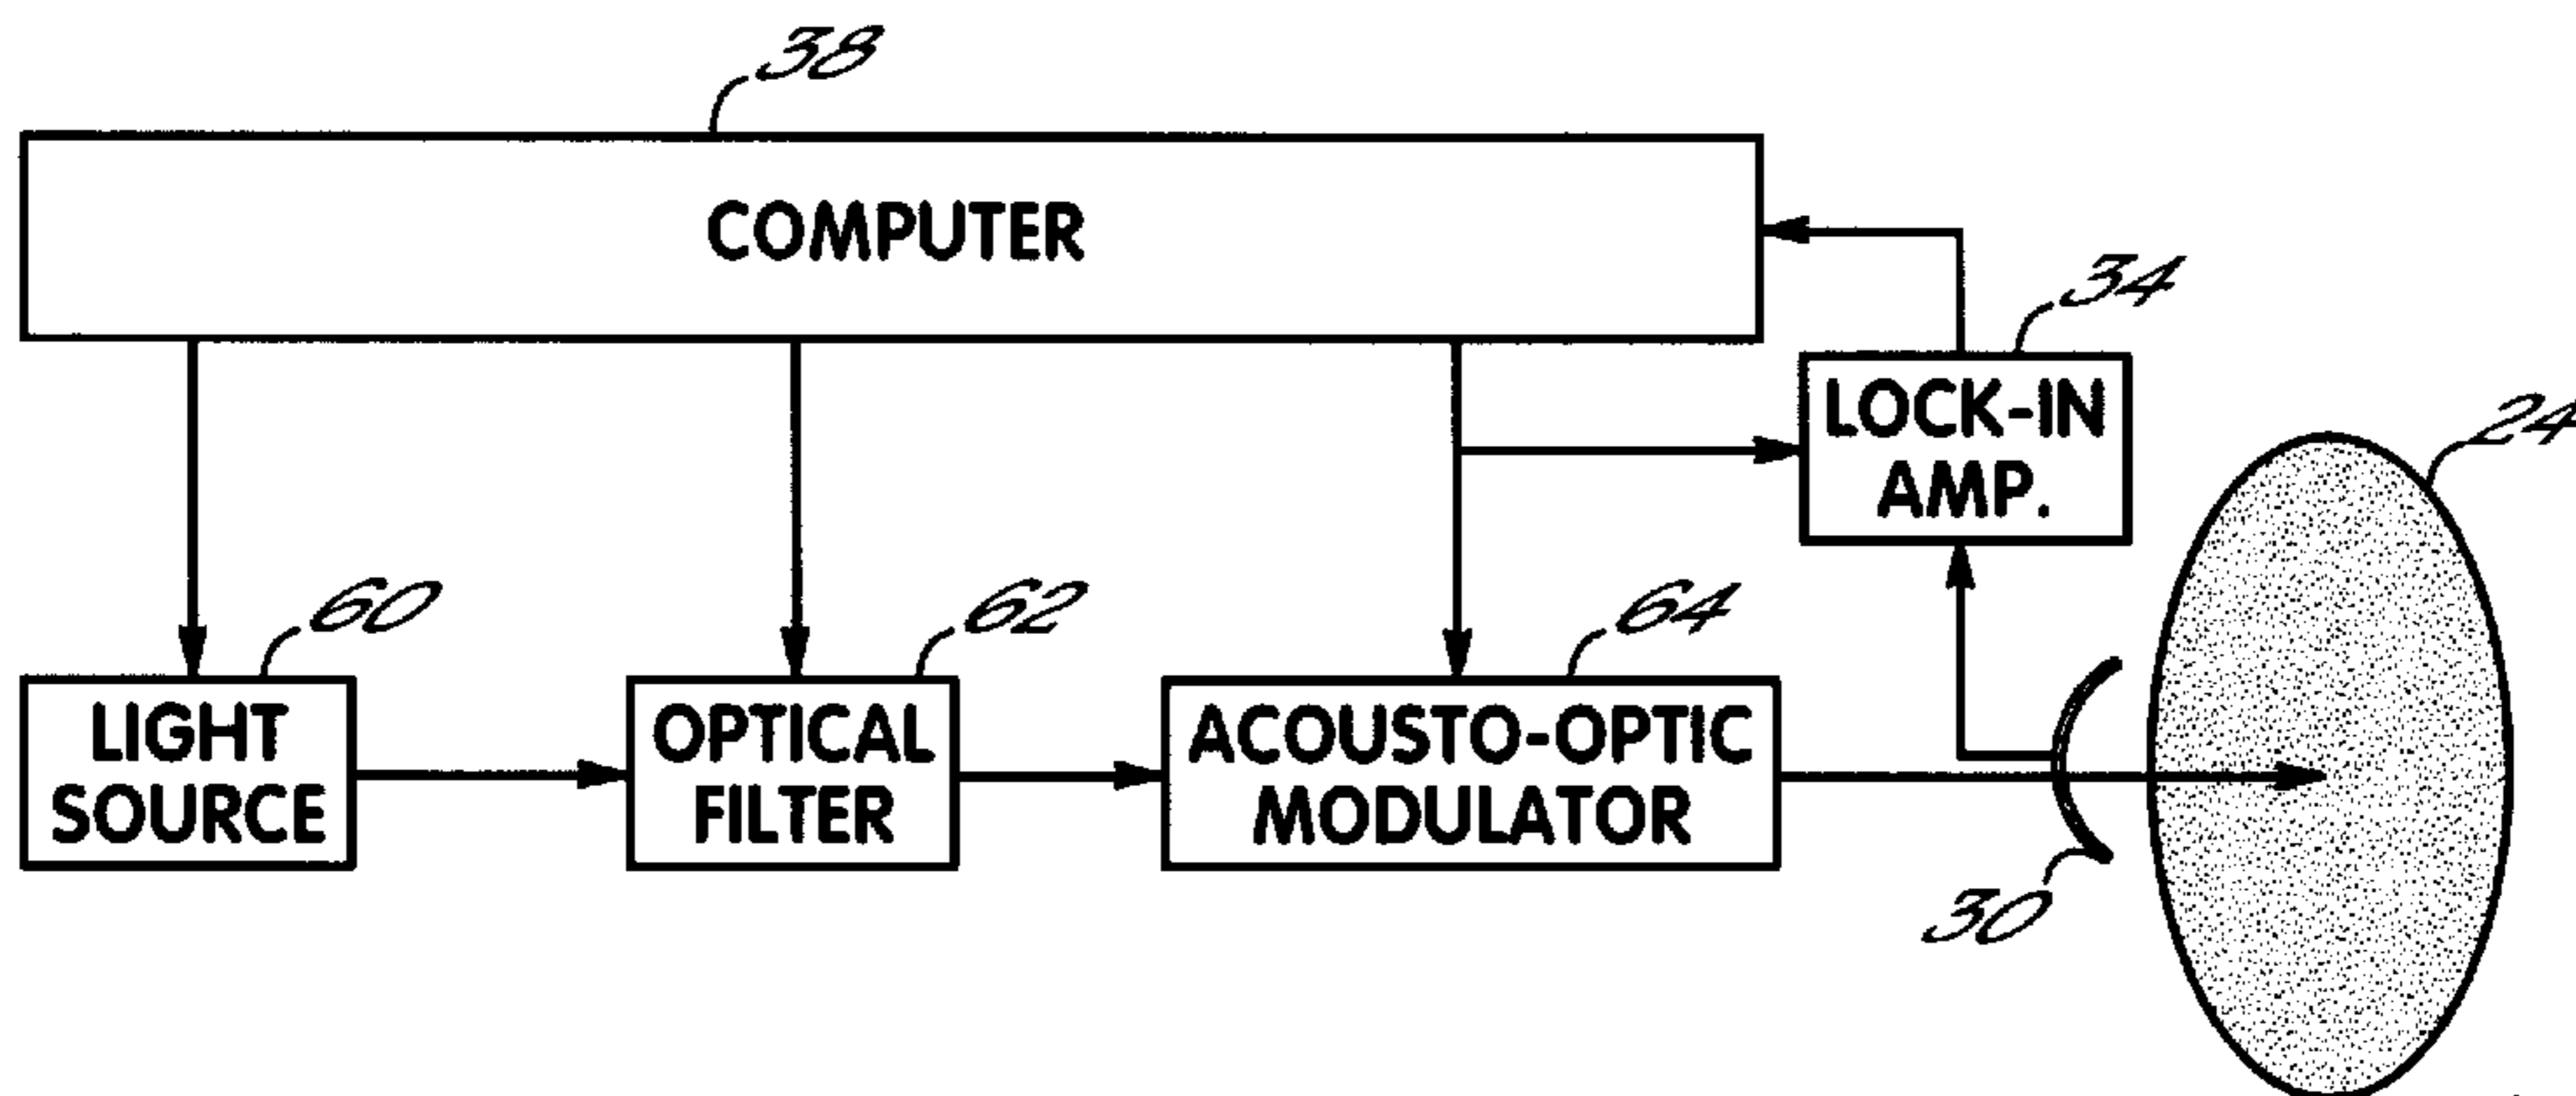 38
COMPUTER
34
LOCK-IN
AMP.
24
60
62
64
LIGHT
SOURCE
OPTICAL
FILTER
ACOUSTO-OPTIC
MODULATOR
30